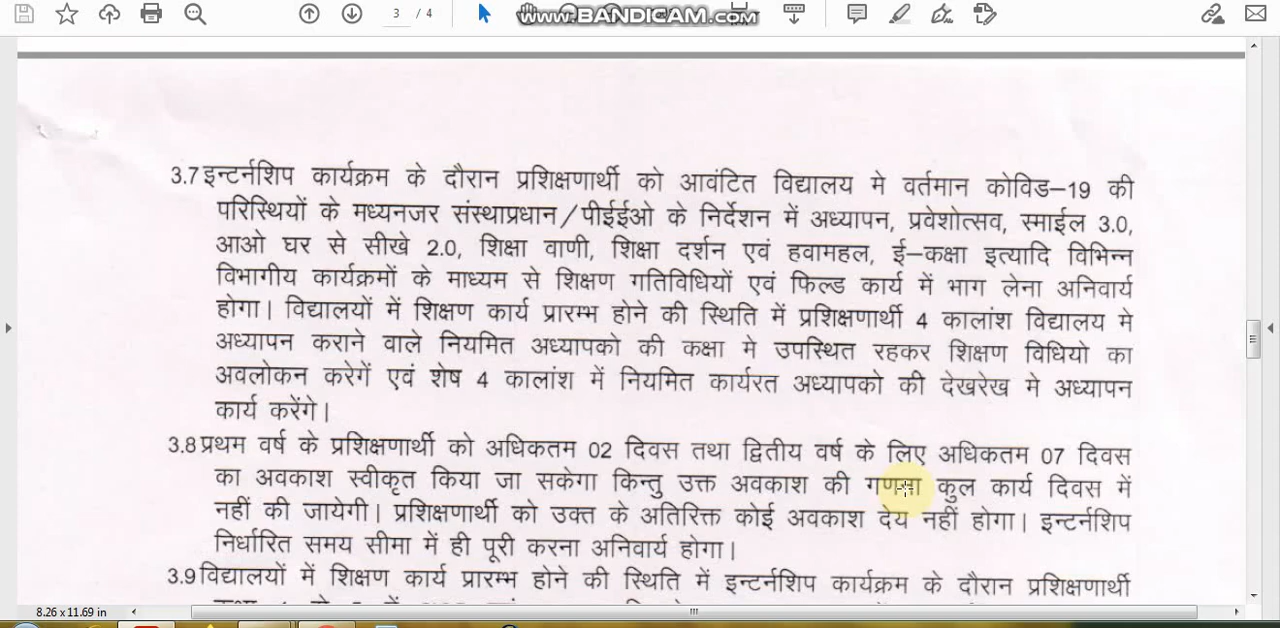 3 / 4
www.BANDICAM.com
3.7 इन्टर्नशिप कार्यक्रम के दौरान प्रशिक्षणार्थी को आवंटित विद्यालय मे वर्तमान कोविड–19 की
परिस्थियों के मध्यनजर संस्थाप्रधान/पीईईओ के निर्देशन में अध्यापन, प्रवेशोत्सव, स्माईल 3.0,
आओ घर से सीखे 2.0, शिक्षा वाणी, शिक्षा दर्शन एवं हवामहल, ई–कक्षा इत्यादि विभिन्न
विभागीय कार्यक्रमों के माध्यम से शिक्षण गतिविधियों एवं फिल्ड कार्य में भाग लेना अनिवार्य
होगा। विद्यालयों में शिक्षण कार्य प्रारम्भ होने की स्थिति में प्रशिक्षणार्थी 4 कालांश विद्यालय मे
अध्यापन कराने वाले नियमित अध्यापको की कक्षा मे उपस्थित रहकर शिक्षण विधियो का
अवलोकन करेगें एवं शेष 4 कालांश में नियमित कार्यरत अध्यापको की देखरेख मे अध्यापन
कार्य करेंगे।
3.8 प्रथम वर्ष के प्रशिक्षणार्थी को अधिकतम 02 दिवस तथा द्वितीय वर्ष के लिए अधिकतम 07 दिवस
का अवकाश स्वीकृत किया जा सकेगा किन्तु उक्त अवकाश की गणना कुल कार्य दिवस में
नहीं की जायेगी। प्रशिक्षणार्थी को उक्त के अतिरिक्त कोई अवकाश देय नहीं होगा। इन्टर्नशिप
निर्धारित समय सीमा में ही पूरी करना अनिवार्य होगा।
3.9 विद्यालयों में शिक्षण कार्य प्रारम्भ होने की स्थिति में इन्टर्नशिप कार्यक्रम के दौरान प्रशिक्षणार्थी
8.26 x 11.69 in